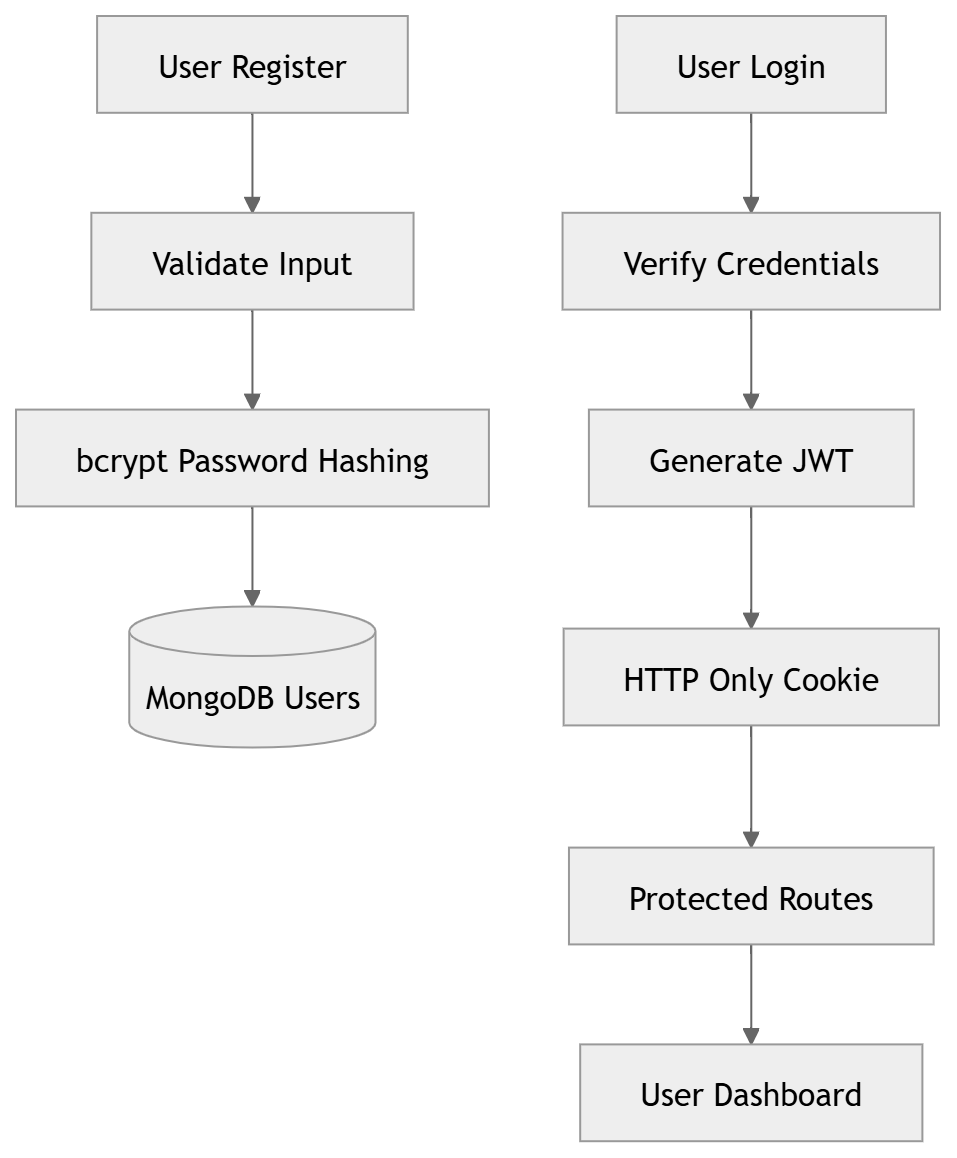 User Register
Validate Input
bcrypt Password Hashing
MongoDB Users
User Login
Verify Credentials
Generate JWT
HTTP Only Cookie
Protected Routes
User Dashboard